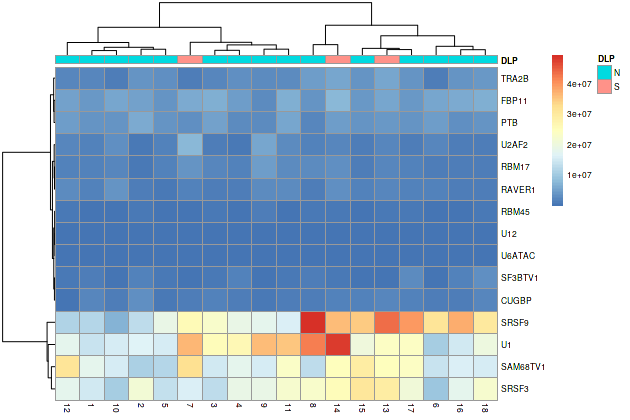 DLP
DLP
N
S
TRA2B
FBP11
PTB
U2AF2
RBM17
RAVER1
RBM45
U12
U6ATAC
SF3BTV1
CUGBP
SRSF9
U1
SAM68TV1
SRSF3
4e+07
3e+07
2e+07
1e+07
12 1 10 2 5 7 3 4 9 11 8 14 15 13 17 6 16 18